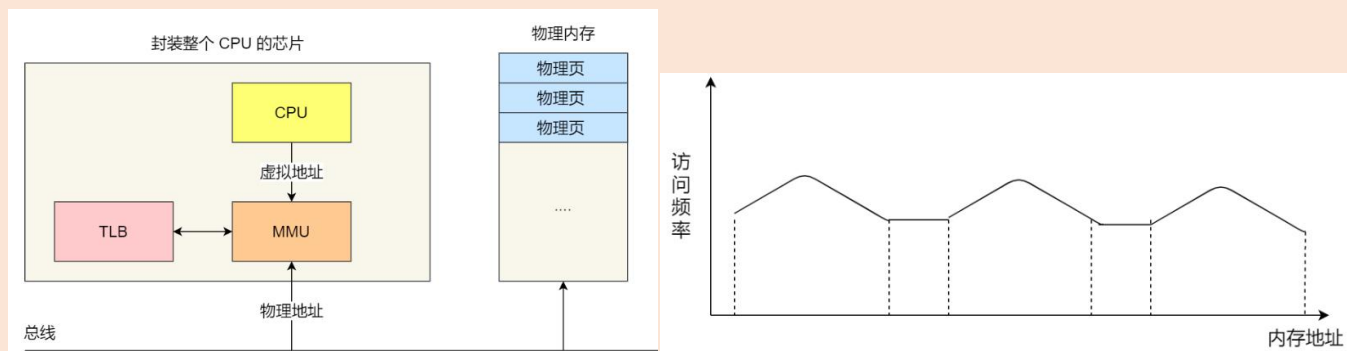 封装整个 CPU 的芯片
CPU
虚拟地址
TLB
MMU
物理地址
总线
物理内存
物理页
物理页
物理页
....
访问频率
内存地址